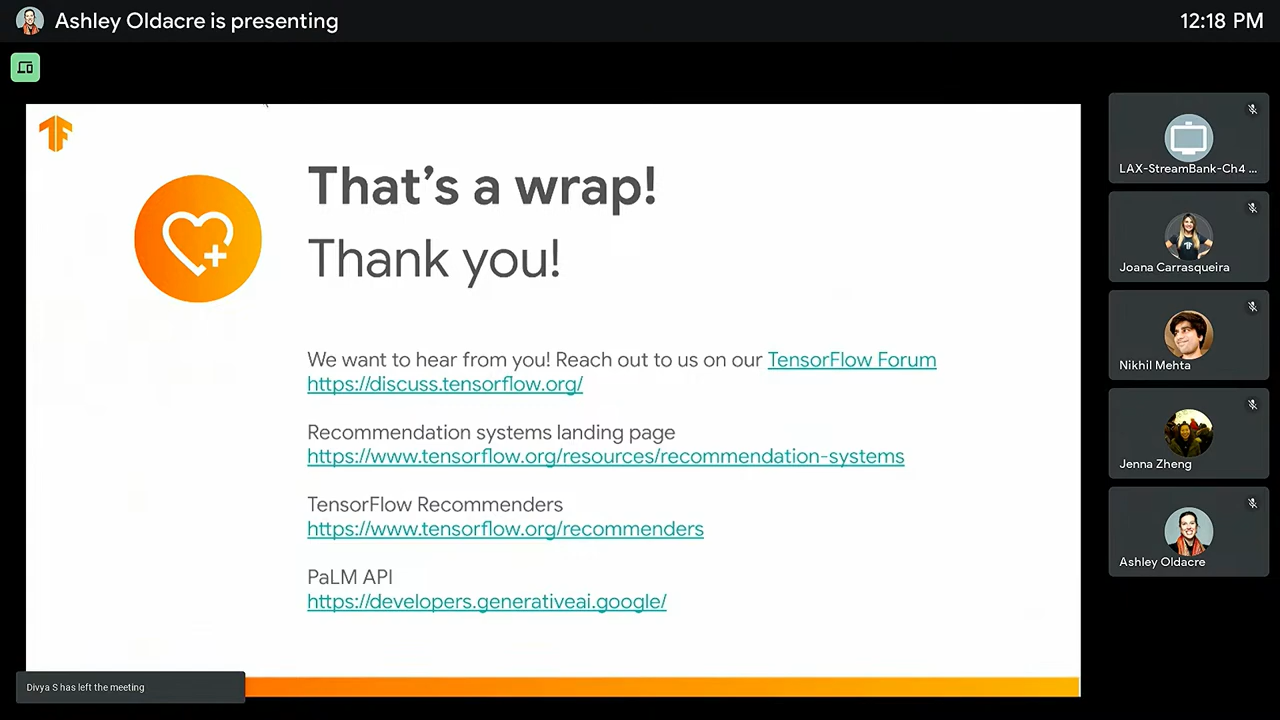 Ashley Oldacre is presenting
12:18 PM
That's a wrap!
Thank you!
We want to hear from you! Reach out to us on our TensorFlow Forum
https://discuss.tensorflow.org/
Recommendation systems landing page
https://www.tensorflow.org/resources/recommendation-systems
TensorFlow Recommenders
https://www.tensorflow.org/recommenders
PaLM API
https://developers.generativeai.google/
Divya S has left the meeting
LAX-StreamBank-Ch4 ...
Joana Carrasqueira
Nikhil Mehta
Jenna Zheng
Ashley Oldacre